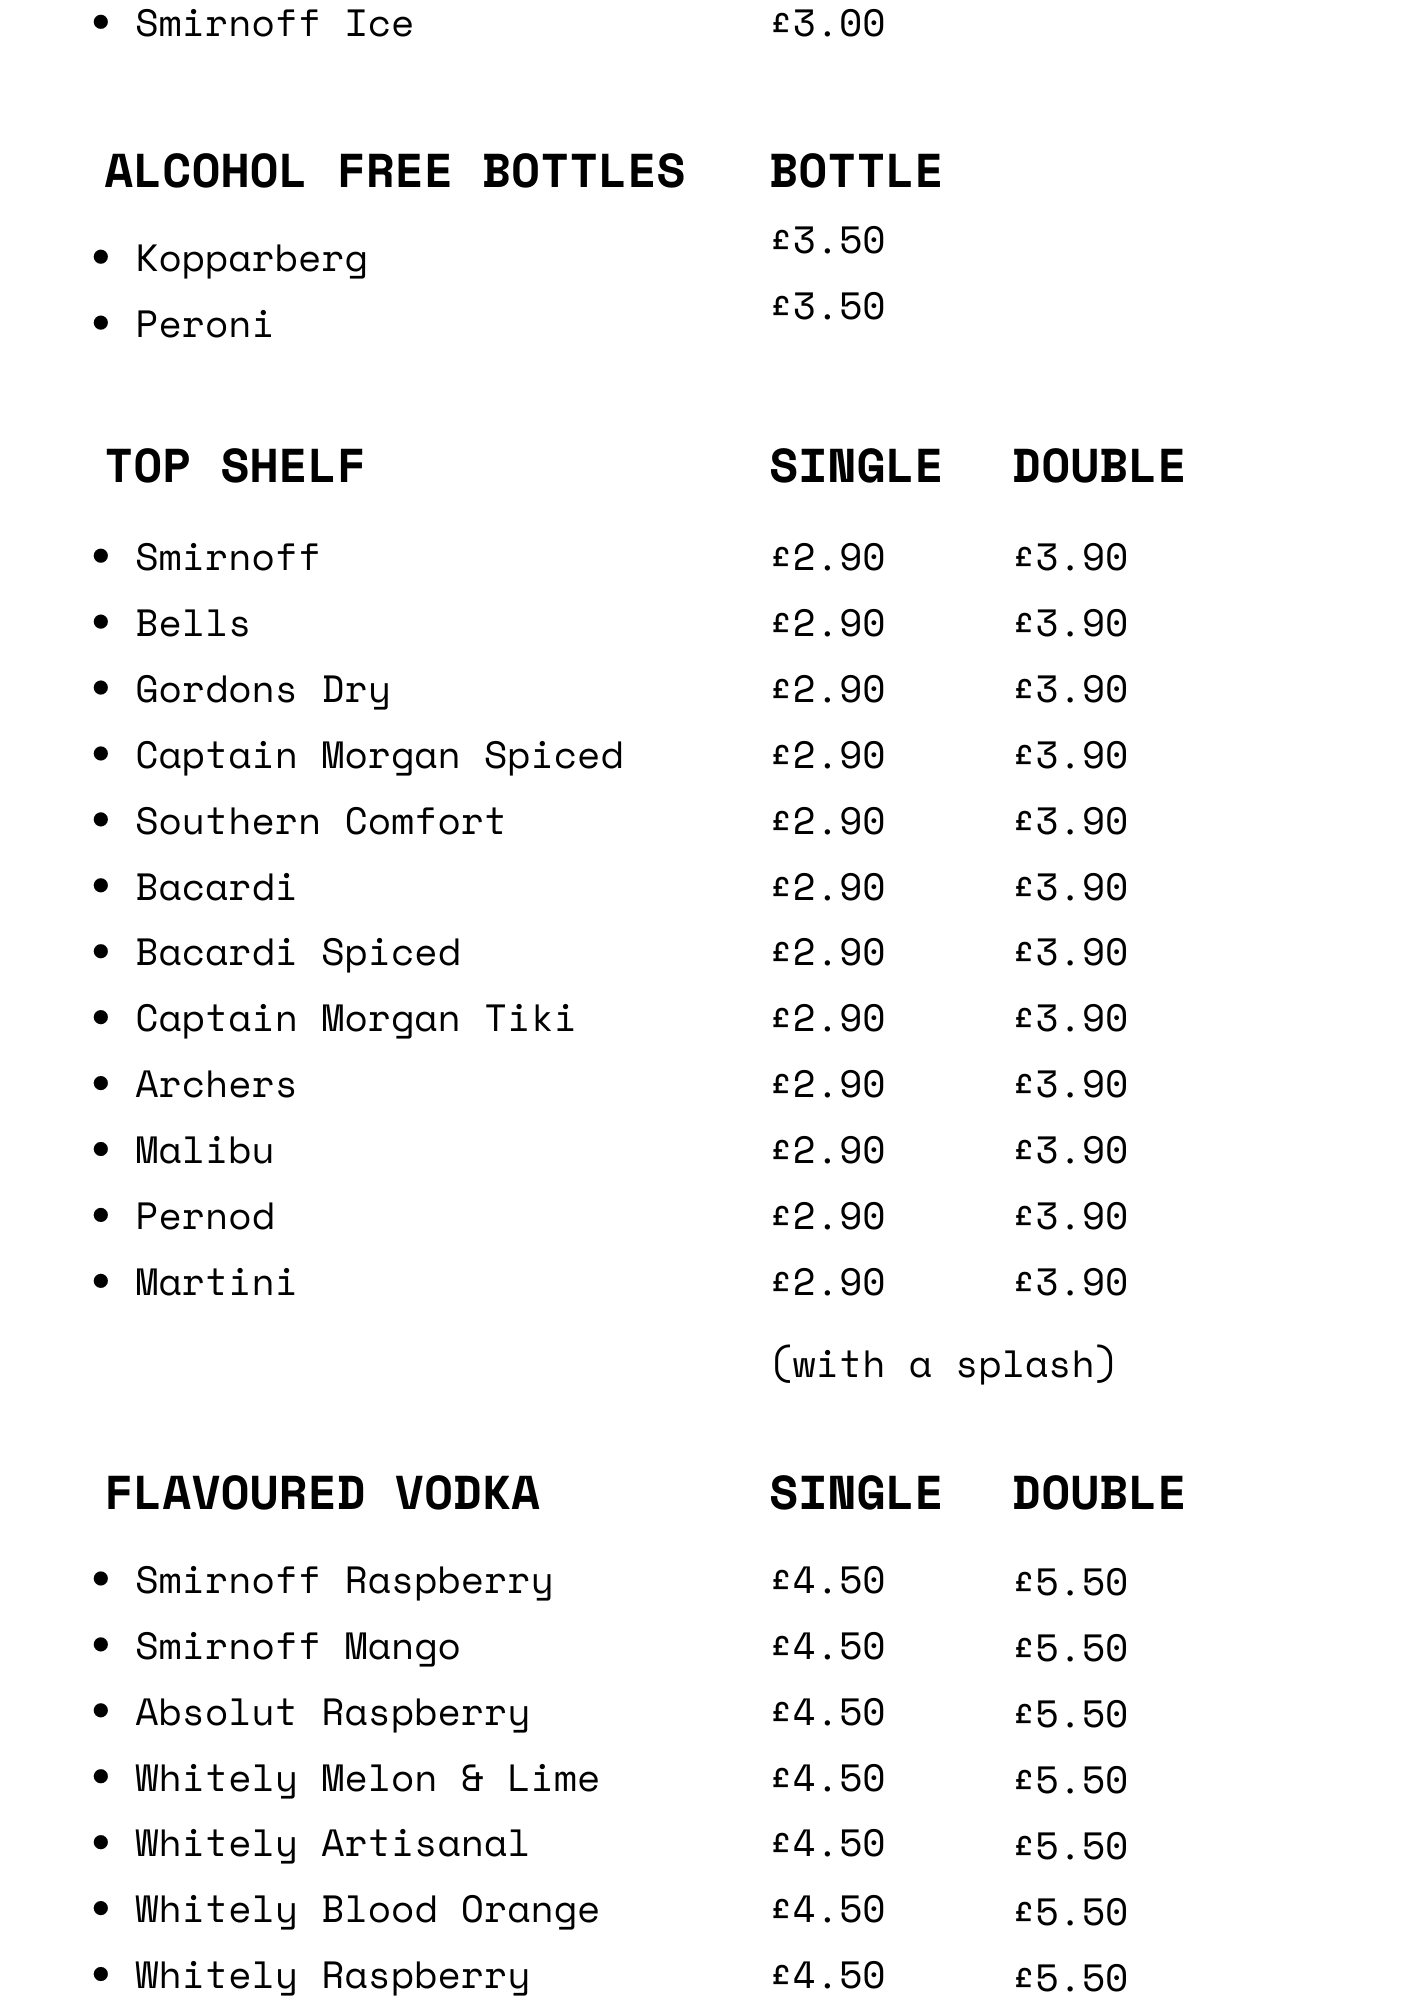 • Smirnoff Ice £3.00
ALCOHOL FREE BOTTLES BOTTLE
• Kopparberg £3.50
• Peroni £3.50
TOP SHELF SINGLE DOUBLE
• Smirnoff £2.90 £3.90
• Bells £2.90 £3.90
• Gordons Dry £2.90 £3.90
• Captain Morgan Spiced £2.90 £3.90
• Southern Comfort £2.90 £3.90
• Bacardi £2.90 £3.90
• Bacardi Spiced £2.90 £3.90
• Captain Morgan Tiki £2.90 £3.90
• Archers £2.90 £3.90
• Malibu £2.90 £3.90
• Pernod £2.90 £3.90
• Martini £2.90 £3.90
(with a splash)
FLAVOURED VODKA SINGLE DOUBLE
• Smirnoff Raspberry £4.50 £5.50
• Smirnoff Mango £4.50 £5.50
• Absolut Raspberry £4.50 £5.50
• Whitely Melon & Lime £4.50 £5.50
• Whitely Artisanal £4.50 £5.50
• Whitely Blood Orange £4.50 £5.50
• Whitely Raspberry £4.50 £5.50